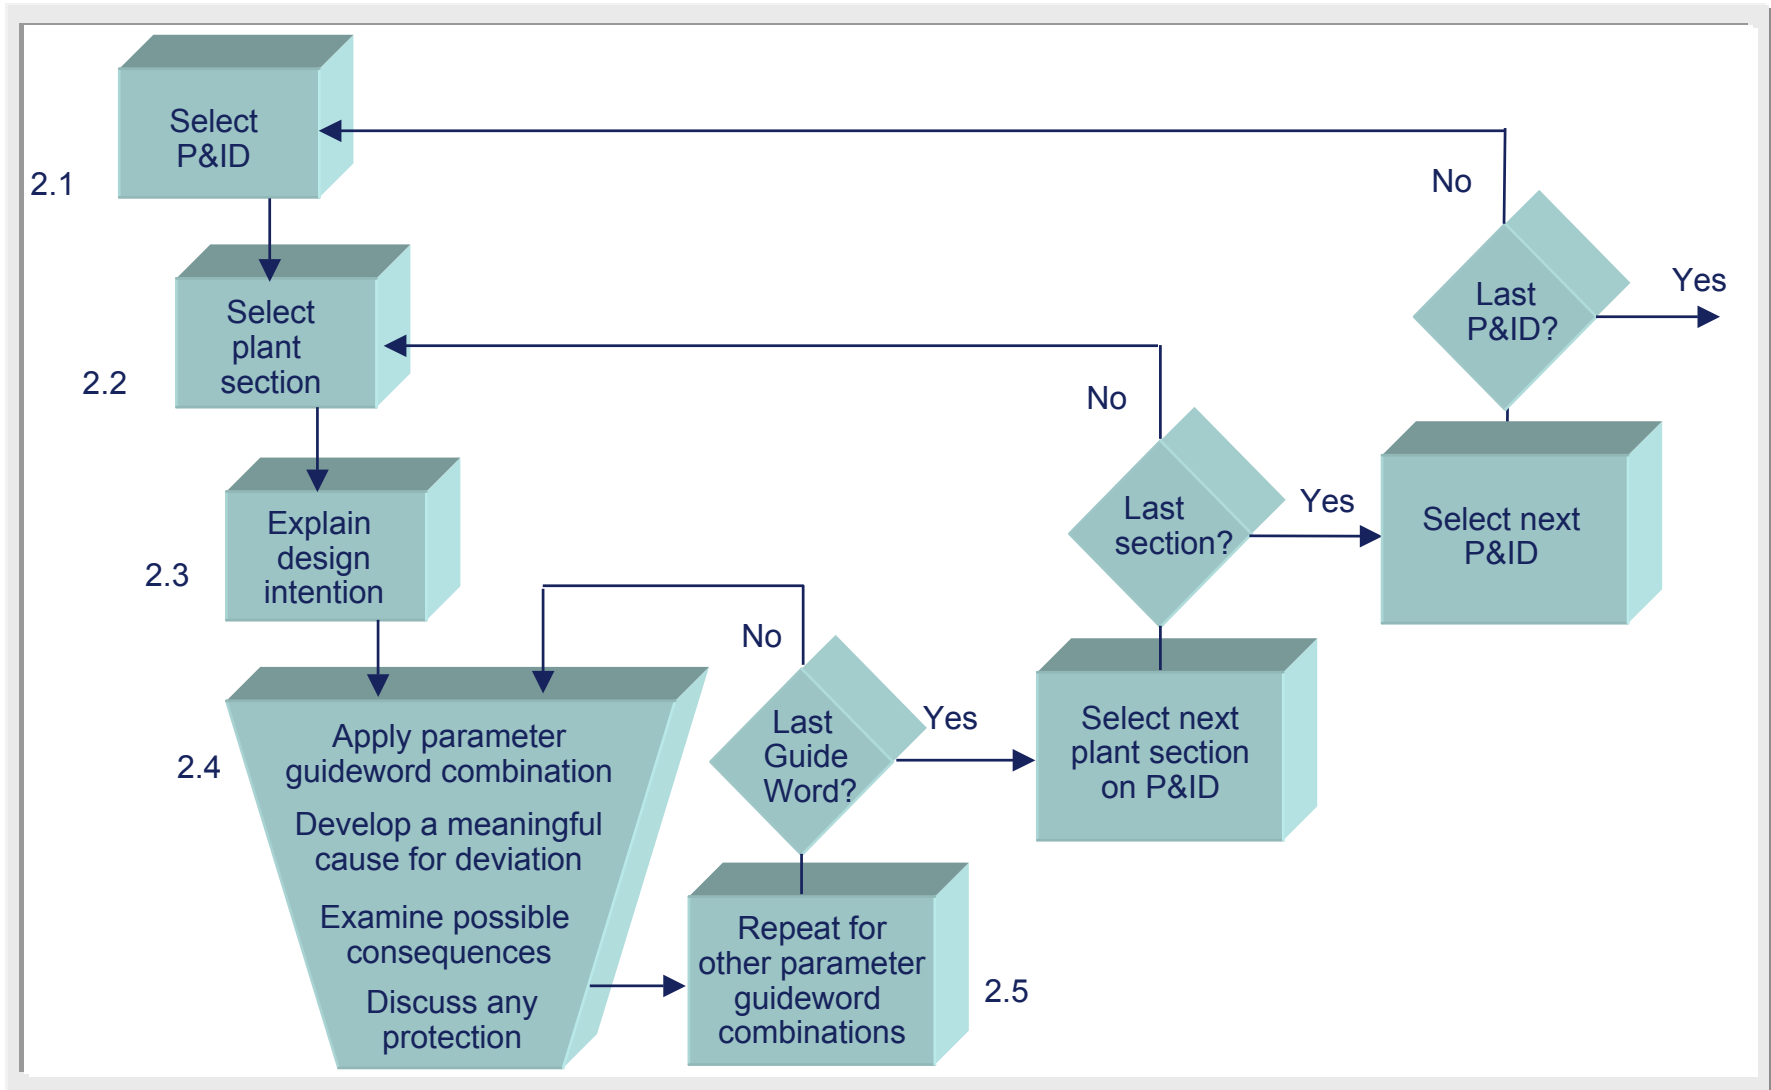 Select
P&ID
2.1
No
Select
plant
section
2.2
Last
P&ID?
Yes
No
Explain
design
intention
2.3
Last
section?
Yes
Select next
P&ID
No
Apply parameter
guideword combination
2.4
Develop a meaningful
cause for deviation
Examine possible
consequences
Discuss any
protection
Last
Guide
Word?
Yes
Select next
plant section
on P&ID
Repeat for
other parameter
guideword
combinations
2.5